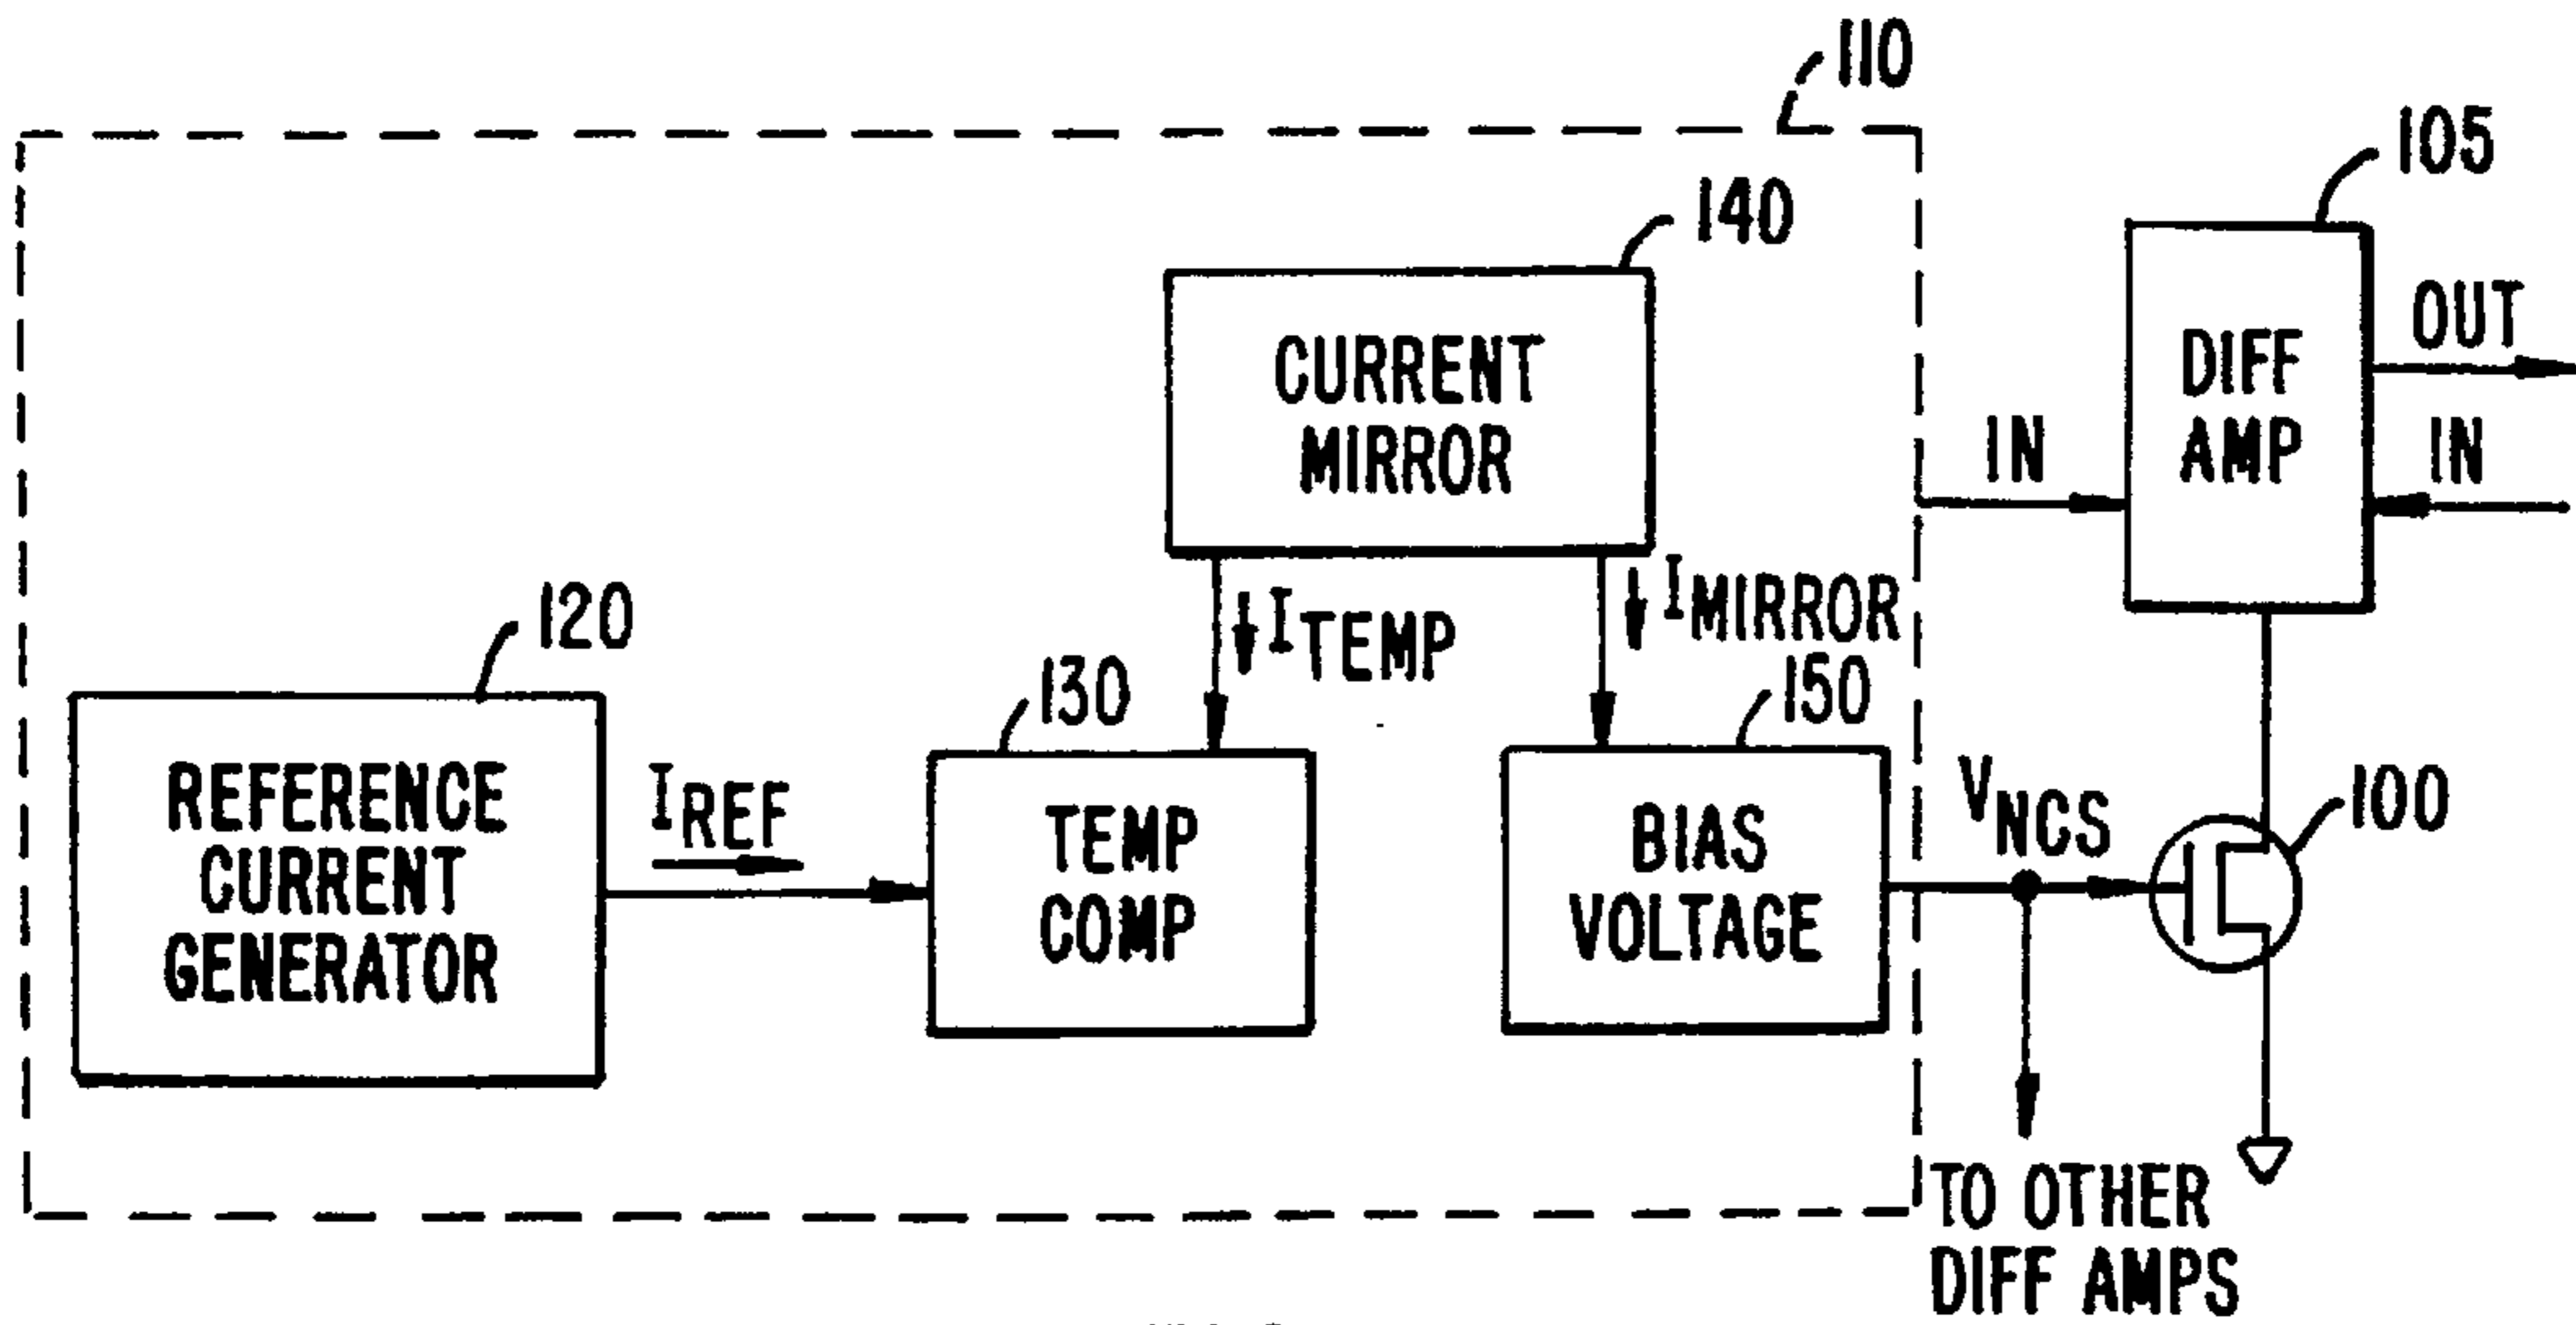 110
105
140
CURRENT
MIRROR
DIFF
AMP
OUT
IN
IN
120
ITEMP
IMIRROR
130
150
REFERENCE
CURRENT
GENERATOR
IREF
TEMP
COMP
BIAS
VOLTAGE
VNCS
100
TO OTHER
DIFF AMPS